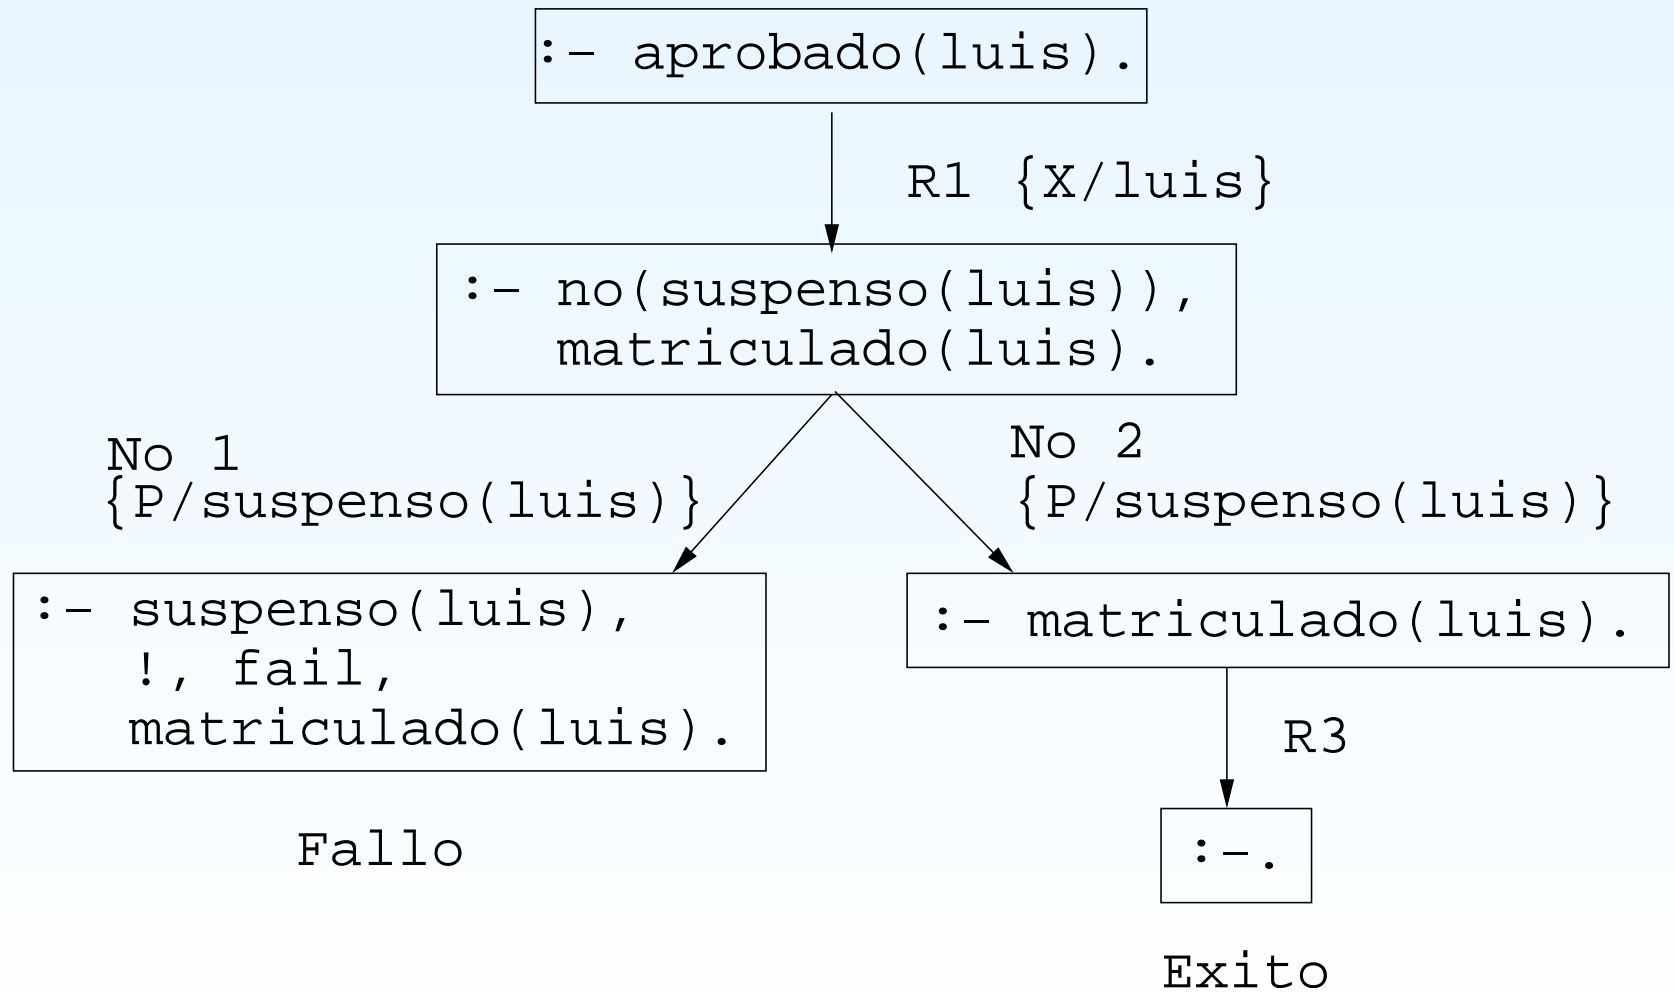 :- aprobado(luis).
R1 {X/luis}
:- no(suspenso(luis)),
matriculado(luis).
No 1
{P/suspenso(luis)}
No 2
{P/suspenso(luis)}
:- suspenso(luis),
!, fail,
matriculado(luis).
:- matriculado(luis).
R3
Fallo
:-.
Exito